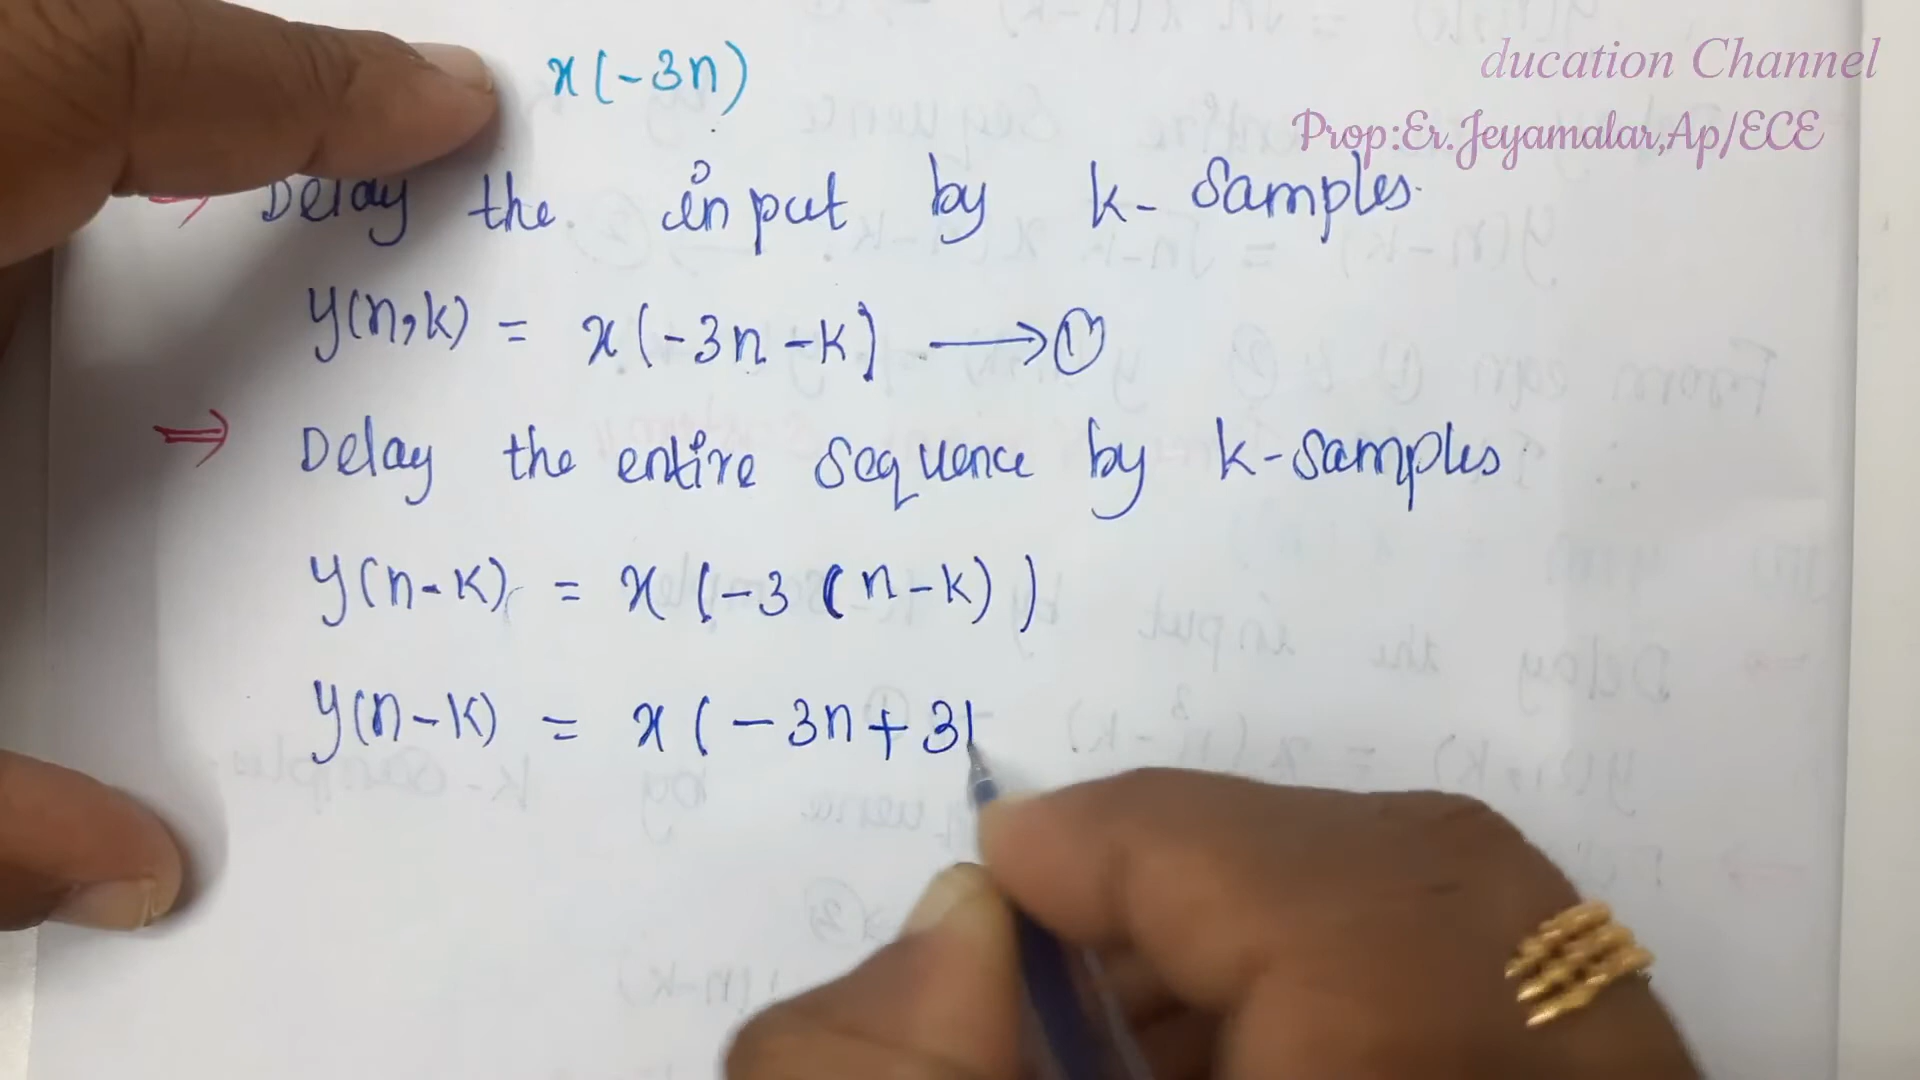 ducation Channel
x(-3n)
Prop:Er.Jeyamalar,Ap/ECE
⇒ Delay the input by k- samples.
y(n,k) = x(-3n-k) → ①
⇒ Delay the entire sequence by k-samples
y(n-k) = x(-3(n-k))
y(n-k) = x(-3n+3